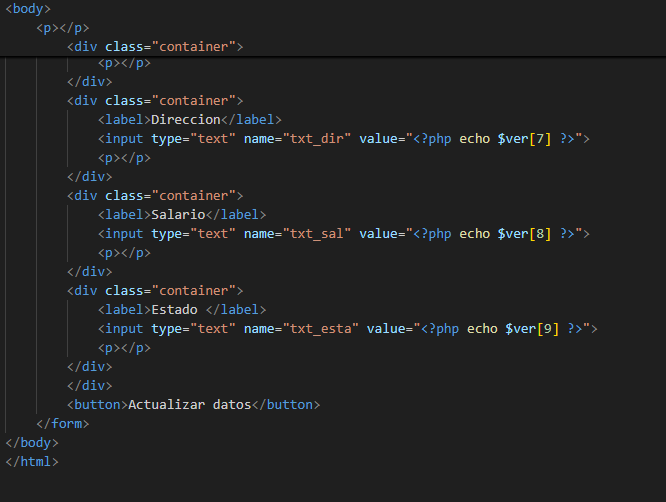 <body>
<p></p>
<div class="container">
<p></p>
</div>
<div class="container">
<label>Direccion</label>
<input type="text" name="txt_dir" value="<?php echo $ver[7] ?>">
<p></p>
</div>
<div class="container">
<label>Salario</label>
<input type="text" name="txt_sal" value="<?php echo $ver[8] ?>">
<p></p>
</div>
<div class="container">
<label>Estado </label>
<input type="text" name="txt_esta" value="<?php echo $ver[9] ?>">
<p></p>
</div>
</div>
<button>Actualizar datos</button>
</form>
</body>
</html>